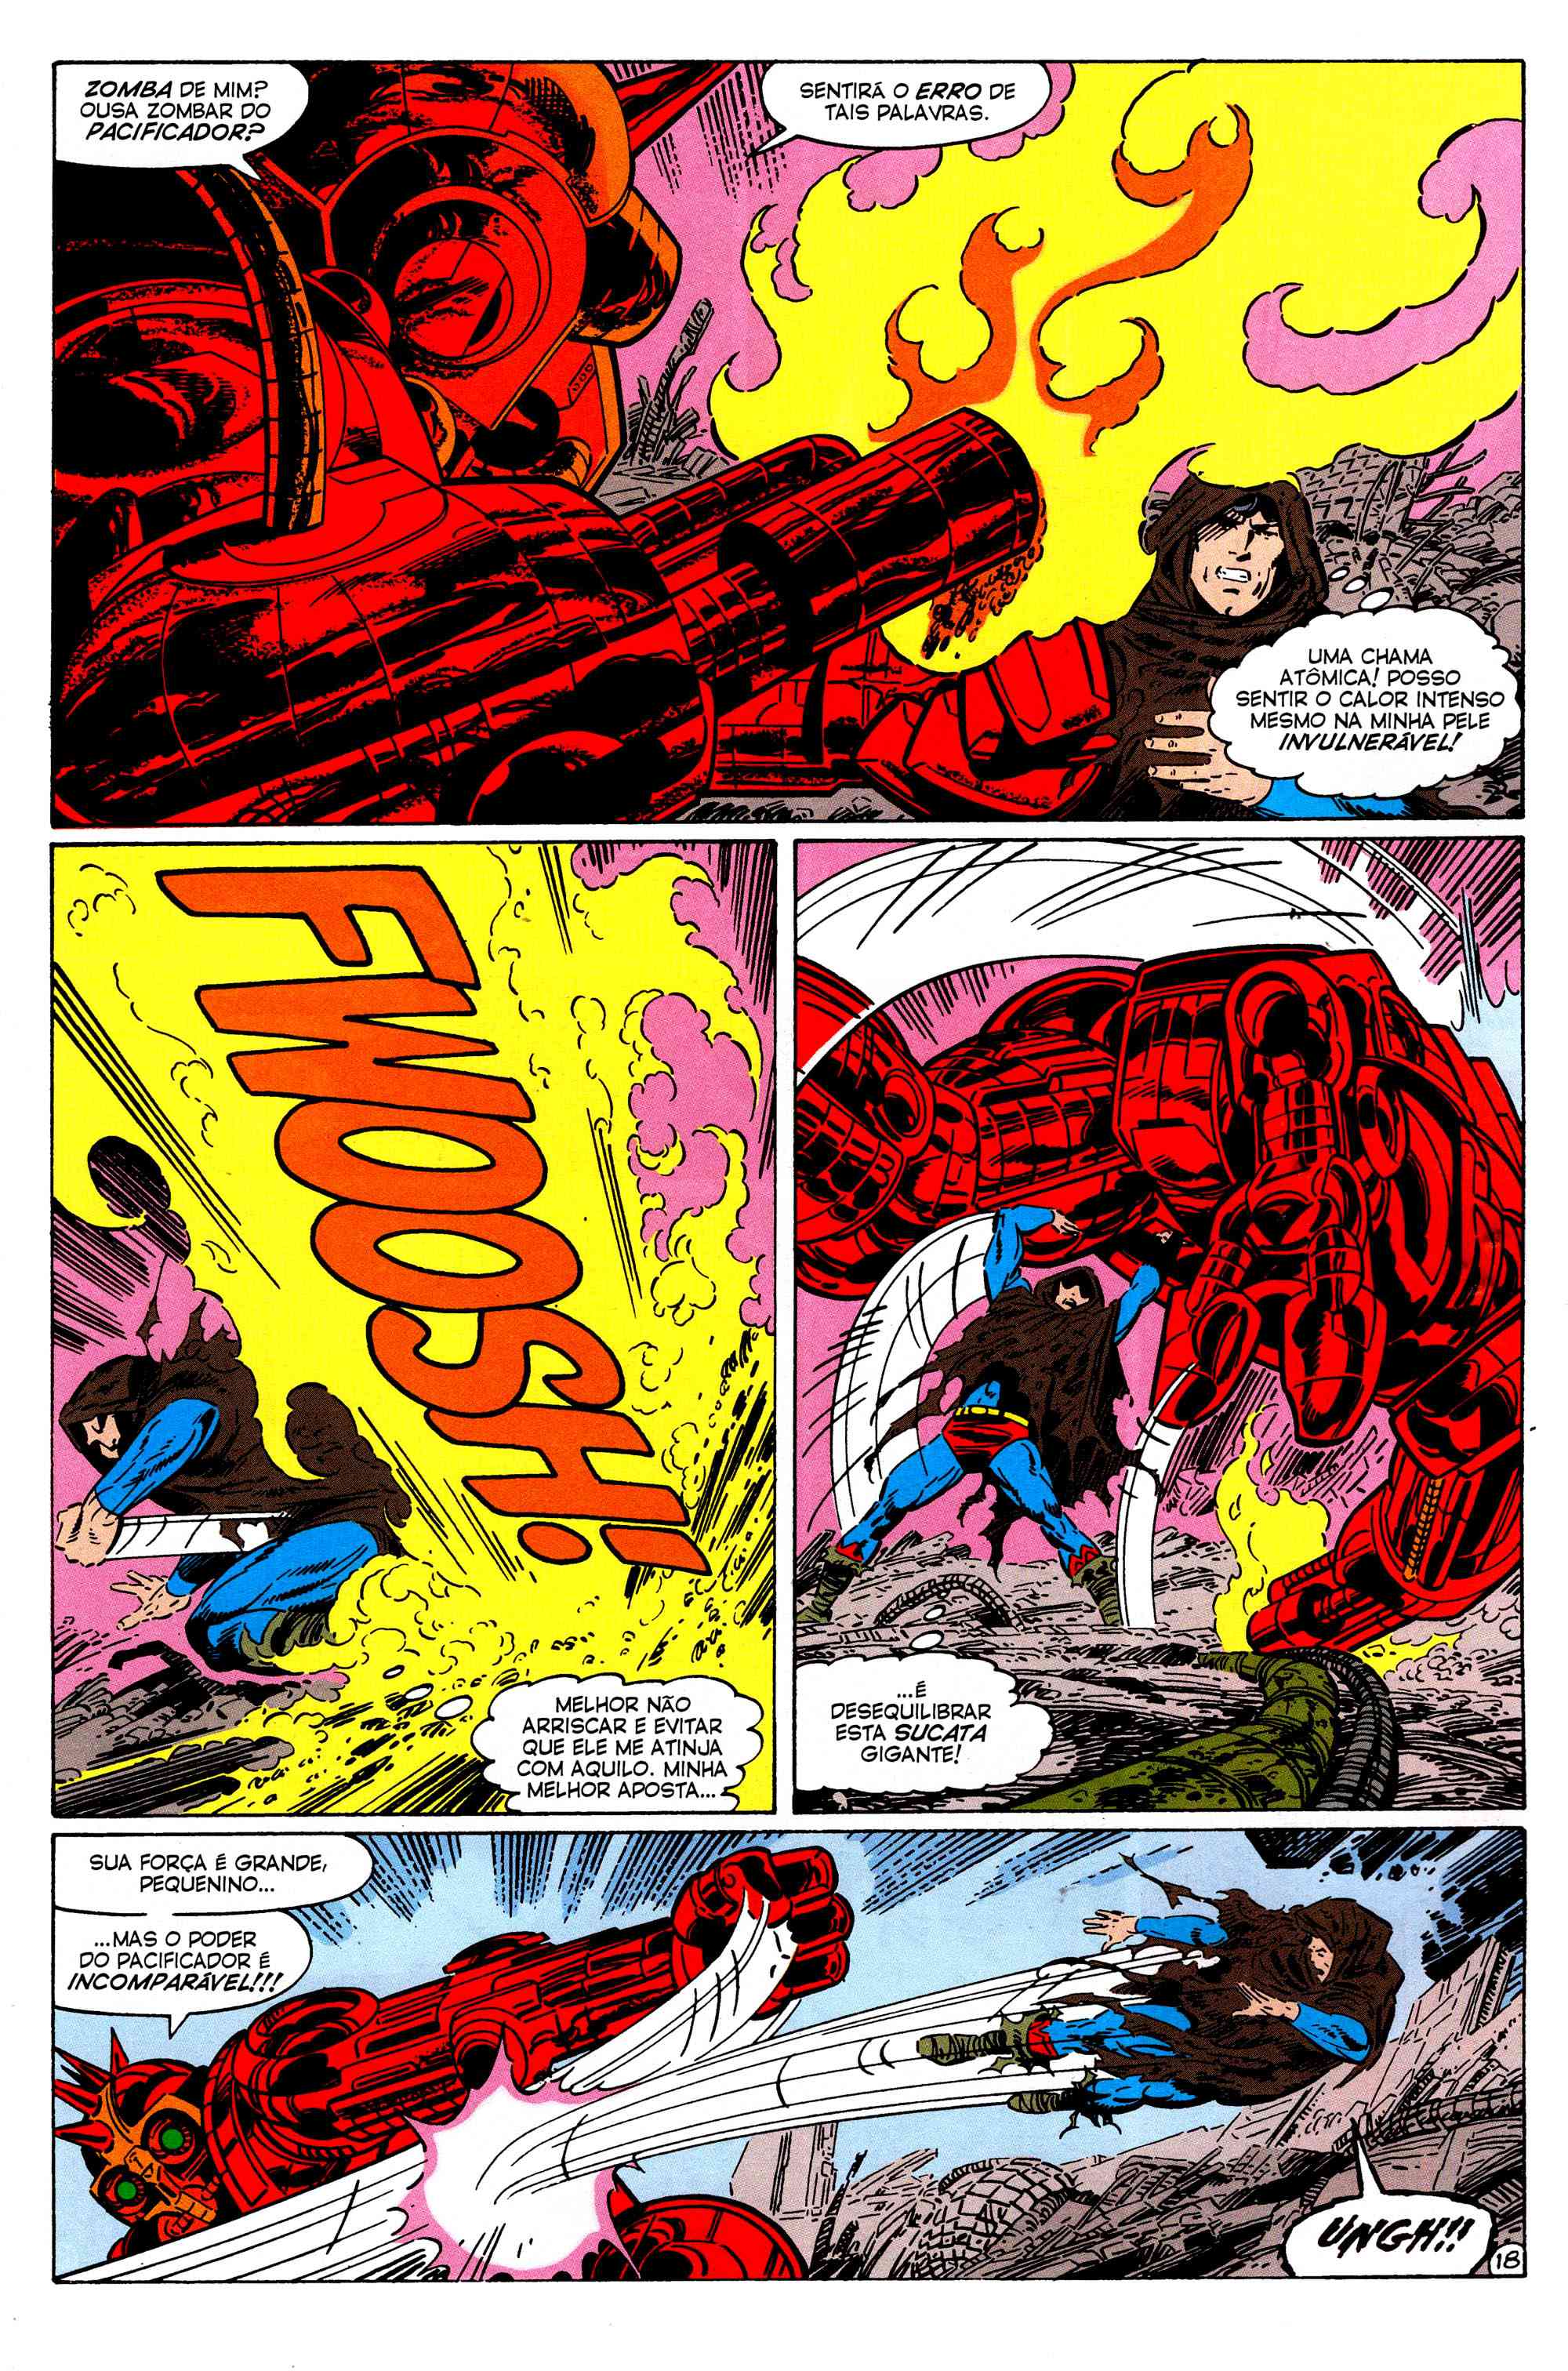 ZOMBA DE MIM?
OUSA ZOMBAR DO
PACIFICADOR?
SENTIRÁ O ERRO DE
TAIS PALAVRAS.
UMA CHAMA
ATÔMICA! POSSO
SENTIR O CALOR INTENSO
MESMO NA MINHA PELE
INVULNERÁVEL!
FWOOSH!
MELHOR NÃO
ARRISCAR E EVITAR
QUE ELE ME ATINJA
COM AQUILO. MINHA
MELHOR APOSTA...
...É
DESEQUILIBRAR
ESTA SUCATA
GIGANTE!
SUA FORÇA É GRANDE,
PEQUENINO...
...MAS O PODER
DO PACIFICADOR É
INCOMPARÁVEL!!!
UNGH!!
18